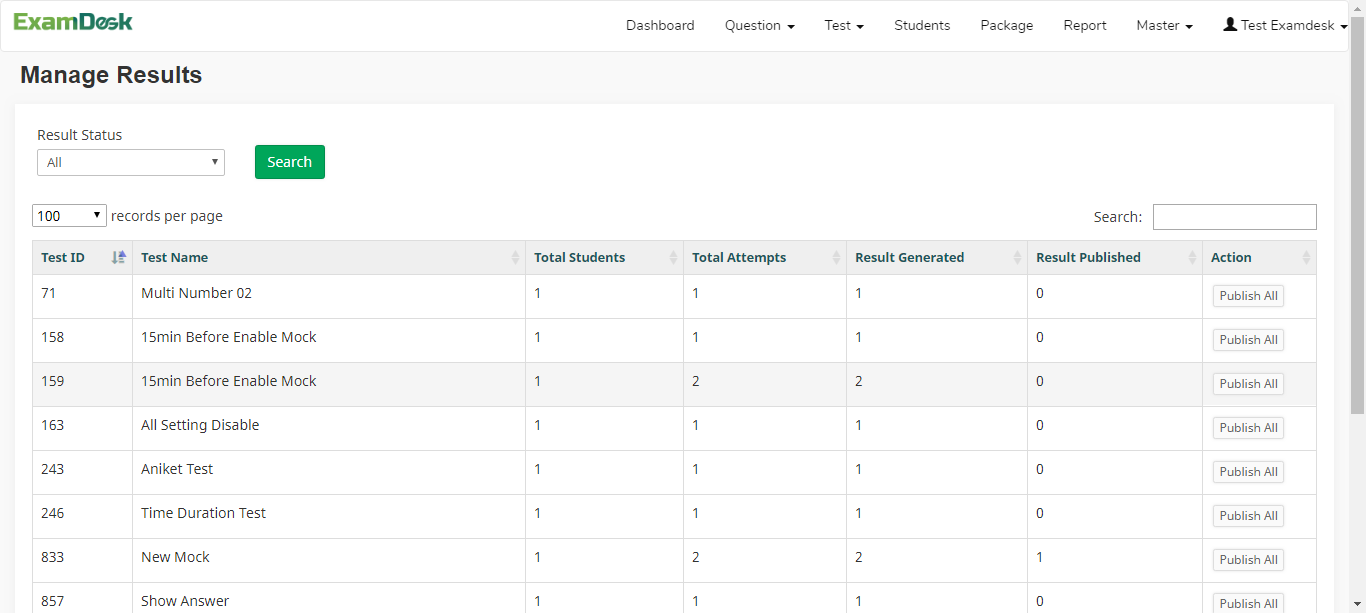 ExamDesk Dashboard Question Test Students Package Report Master Test Examdesk
Manage Results
Result Status
All Search
100 records per page Search:
Test ID Test Name Total Students Total Attempts Result Generated Result Published Action
71 Multi Number 02 1 1 1 0 Publish All
158 15min Before Enable Mock 1 1 1 0 Publish All
159 15min Before Enable Mock 1 2 2 0 Publish All
163 All Setting Disable 1 1 1 0 Publish All
243 Aniket Test 1 1 1 0 Publish All
246 Time Duration Test 1 1 1 0 Publish All
833 New Mock 1 2 2 1 Publish All
857 Show Answer 1 1 1 0 Publish All